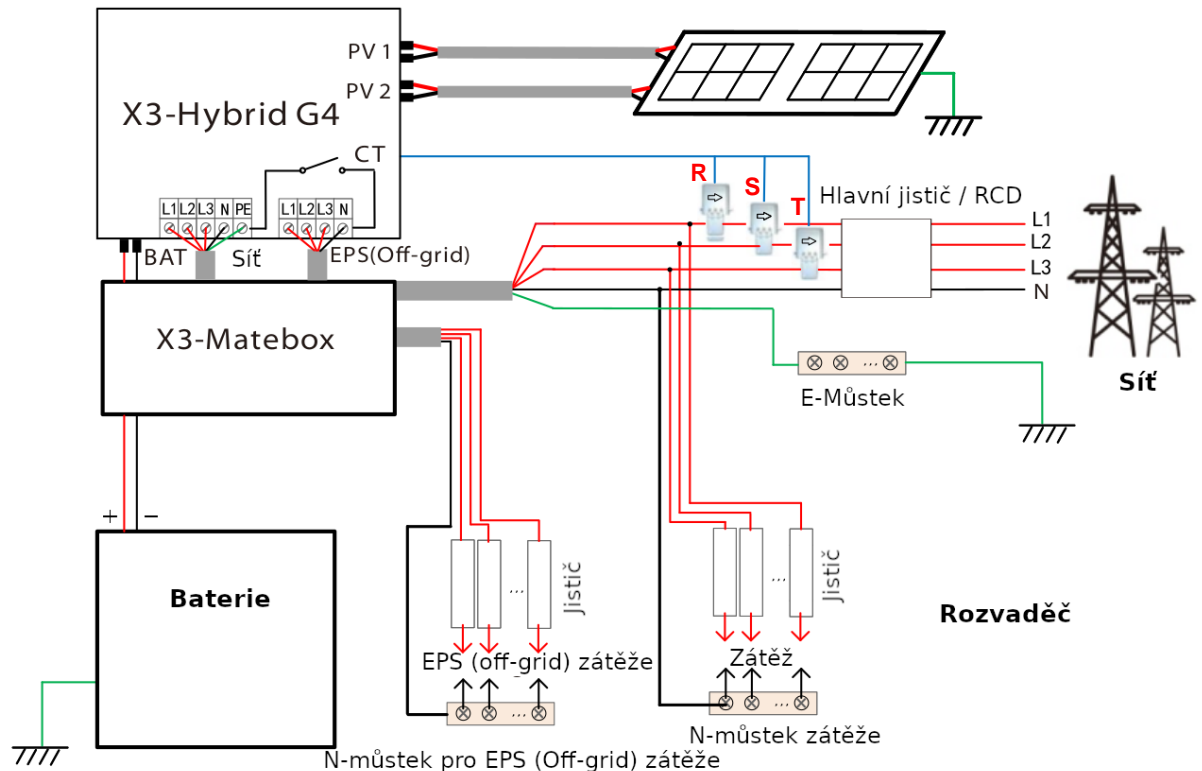 PV 1
PV 2
X3-Hybrid G4
CT
R
S
T
Hlavní jistič / RCD
L1
L2
L3
N
L1 L2 L3 N PE
L1 L2 L3 N
BAT
Síť
EPS(Off-grid)
X3-Matebox
...
E-Můstek
Síť
+ −
Baterie
...
Jistič
...
Jistič
Rozvaděč
EPS (off-grid) zátěže
Zátěž
...
...
N-můstek zátěže
N-můstek pro EPS (Off-grid) zátěže